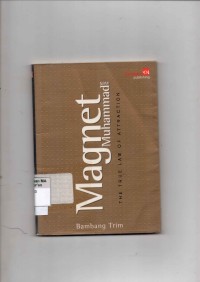 Magnet
Muhammad
THE TRUE LAW OF ATTRACTION
Bambang Trim